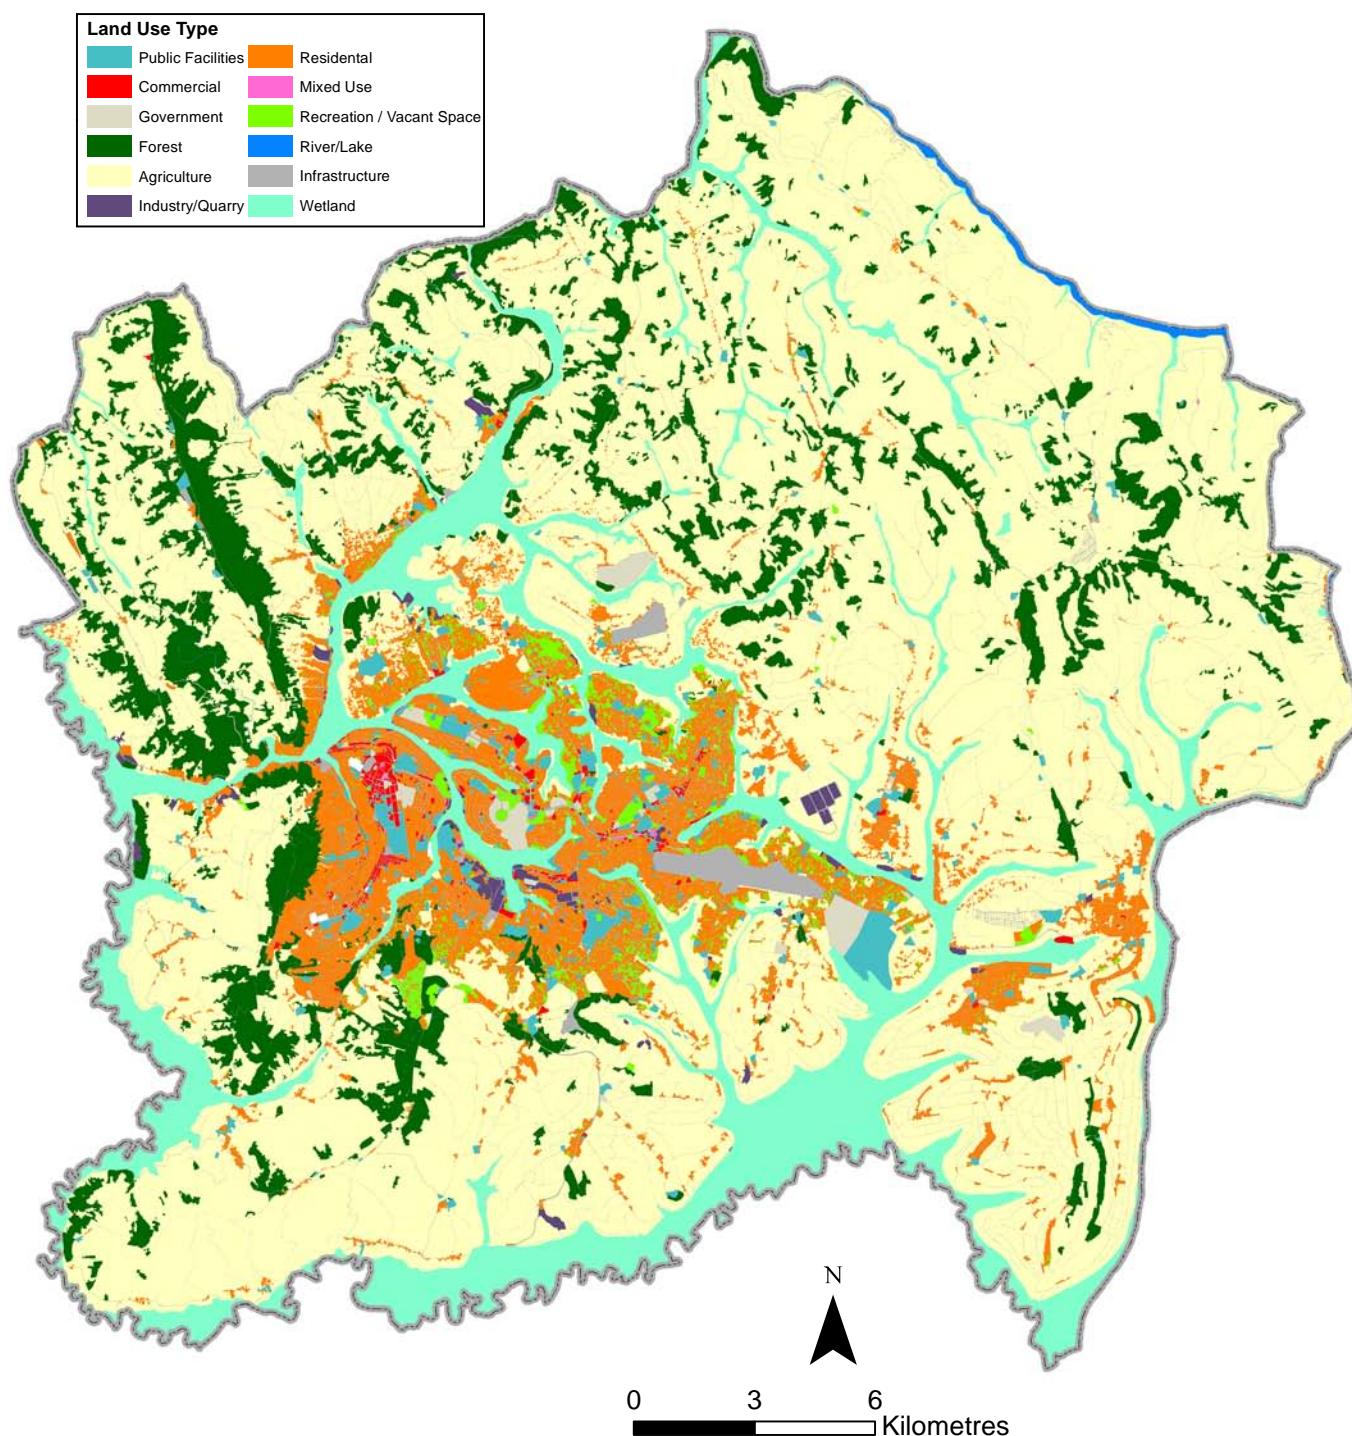 Land Use Type
Public Facilities
Residental
Commercial
Mixed Use
Government
Recreation / Vacant Space
Forest
River/Lake
Agriculture
Infrastructure
Industry/Quarry
Wetland
N
0 3 6
Kilometres